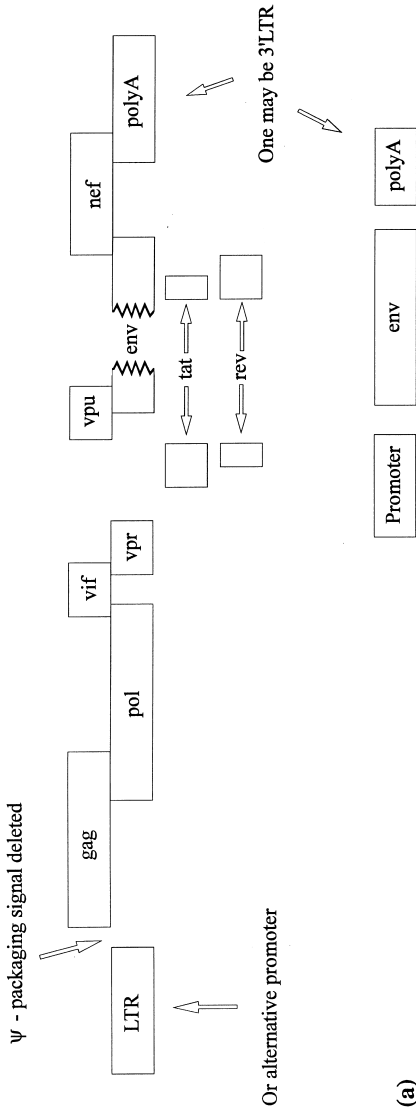 Ψ - packaging signal deleted
gag
vif
vpu
nef
LTR
pol
vpr
env
polyA
tat
rev
Or alternative promoter
One may be 3'LTR
Promoter
env
polyA
(a)